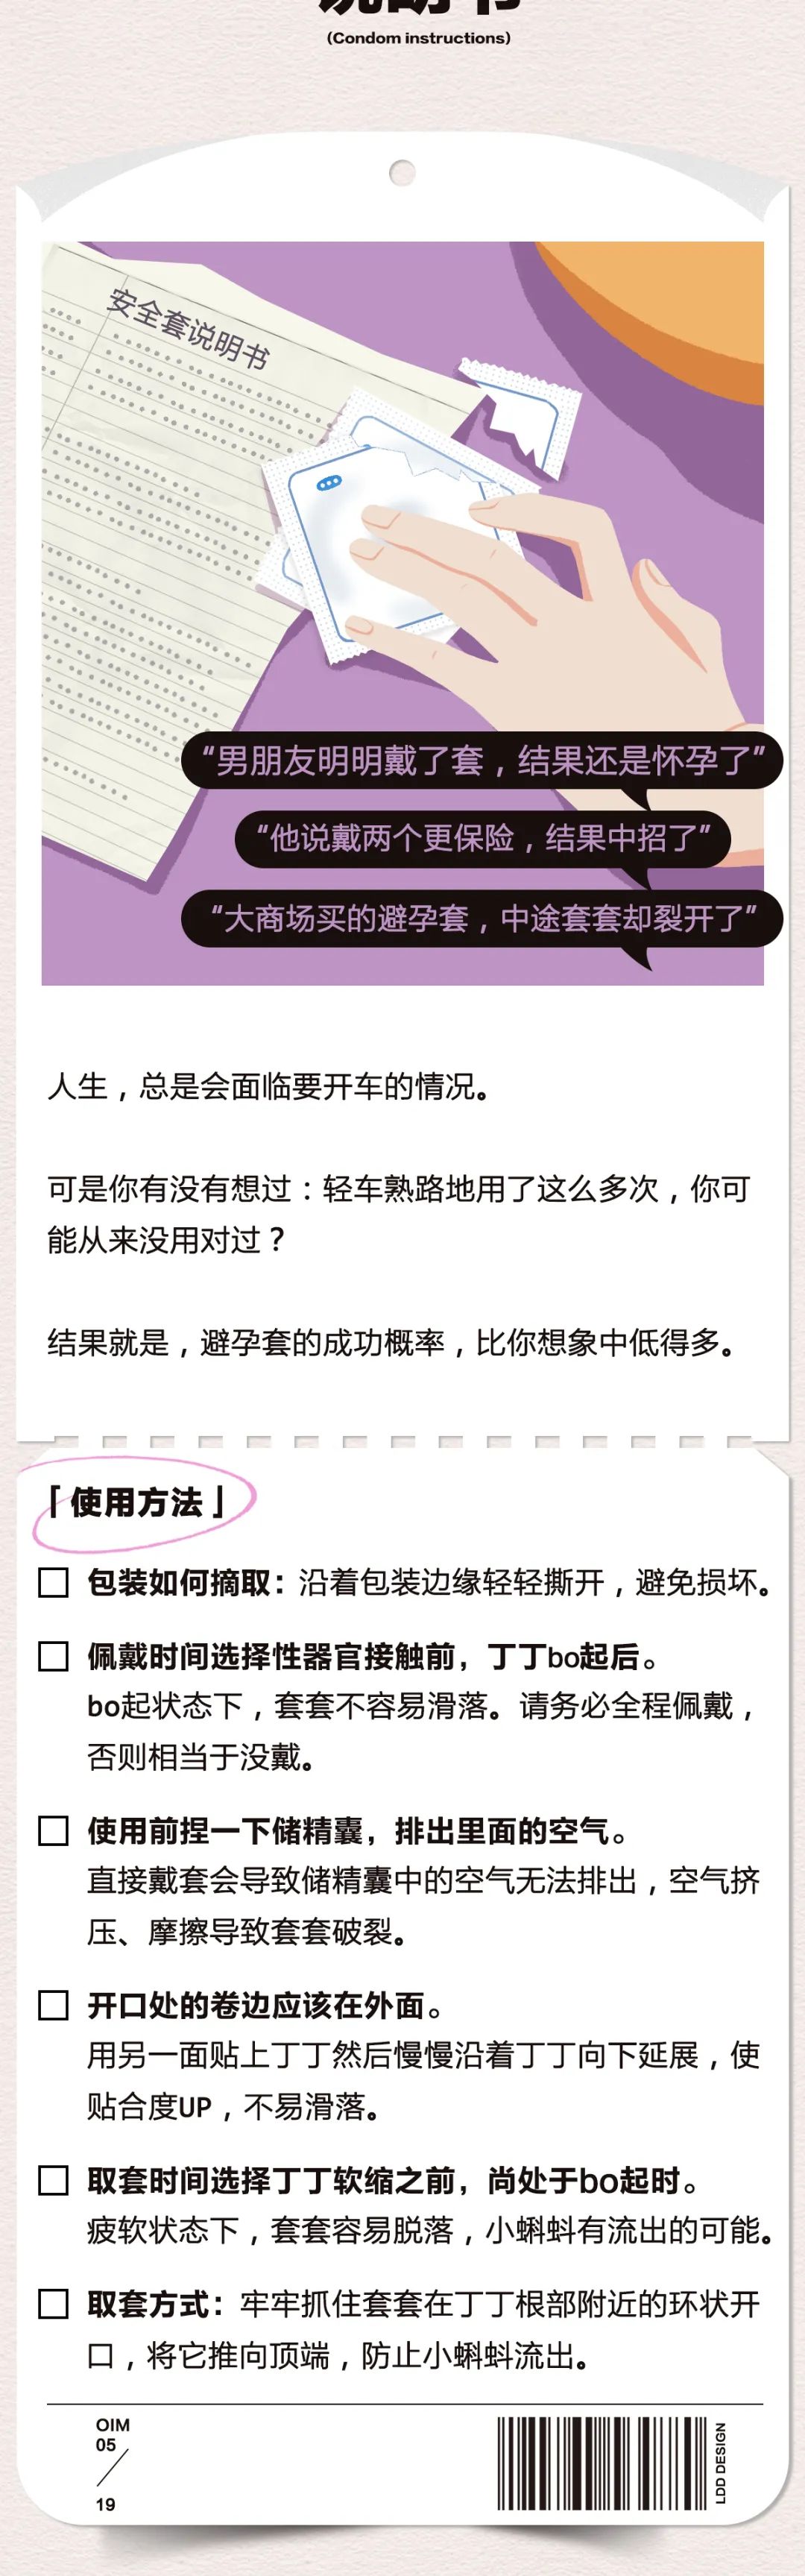 说明书
(Condom instructions)
安全套说明书
“男朋友明明戴了套，结果还是怀孕了”
“他说戴两个更保险，结果中招了”
“大商场买的避孕套，中途套套却裂开了”
人生，总是会面临要开车的情况。
可是你有没有想过：轻车熟路地用了这么多次，你可
能从来没用对过？
结果就是，避孕套的成功概率，比你想象中低得多。
「使用方法」
包装如何摘取：沿着包装边缘轻轻撕开，避免损坏。
佩戴时间选择性器官接触前，丁丁bo起后。
bo起状态下，套套不容易滑落。请务必全程佩戴，
否则相当于没戴。
使用前捏一下储精囊，排出里面的空气。
直接戴套会导致储精囊中的空气无法排出，空气挤
压、摩擦导致套套破裂。
开口处的卷边应该在外面。
用另一面贴上丁丁然后慢慢沿着丁丁向下延展，使
贴合度UP，不易滑落。
取套时间选择丁丁软缩之前，尚处于bo起时。
疲软状态下，套套容易脱落，小蝌蚪有流出的可能。
取套方式：牢牢抓住套套在丁丁根部附近的环状开
口，将它推向顶端，防止小蝌蚪流出。
OIM
05
19
LDD DESIGN